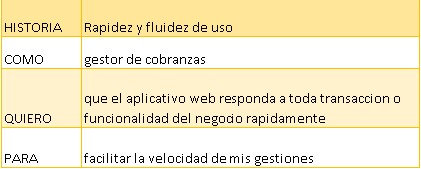 HISTORIA Rapidez y fluidez de uso
COMO gestor de cobranzas
que el aplicativo web responda a toda transaccion o
QUIERO funcionalidad del negocio rapidamente
PARA facilitar la velocidad de mis gestiones